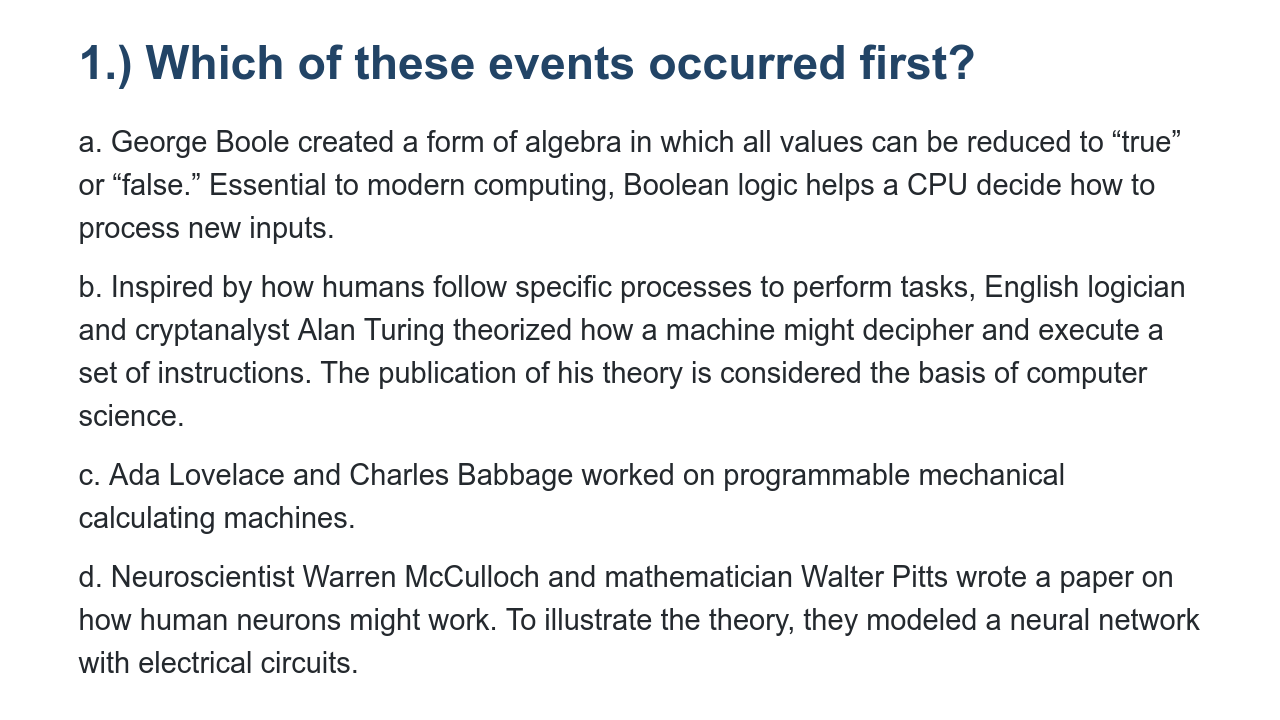 1.) Which of these events occurred first?
a. George Boole created a form of algebra in which all values can be reduced to “true”
or “false.” Essential to modern computing, Boolean logic helps a CPU decide how to
process new inputs.
b. Inspired by how humans follow specific processes to perform tasks, English logician
and cryptanalyst Alan Turing theorized how a machine might decipher and execute a
set of instructions. The publication of his theory is considered the basis of computer
science.
c. Ada Lovelace and Charles Babbage worked on programmable mechanical
calculating machines.
d. Neuroscientist Warren McCulloch and mathematician Walter Pitts wrote a paper on
how human neurons might work. To illustrate the theory, they modeled a neural network
with electrical circuits.